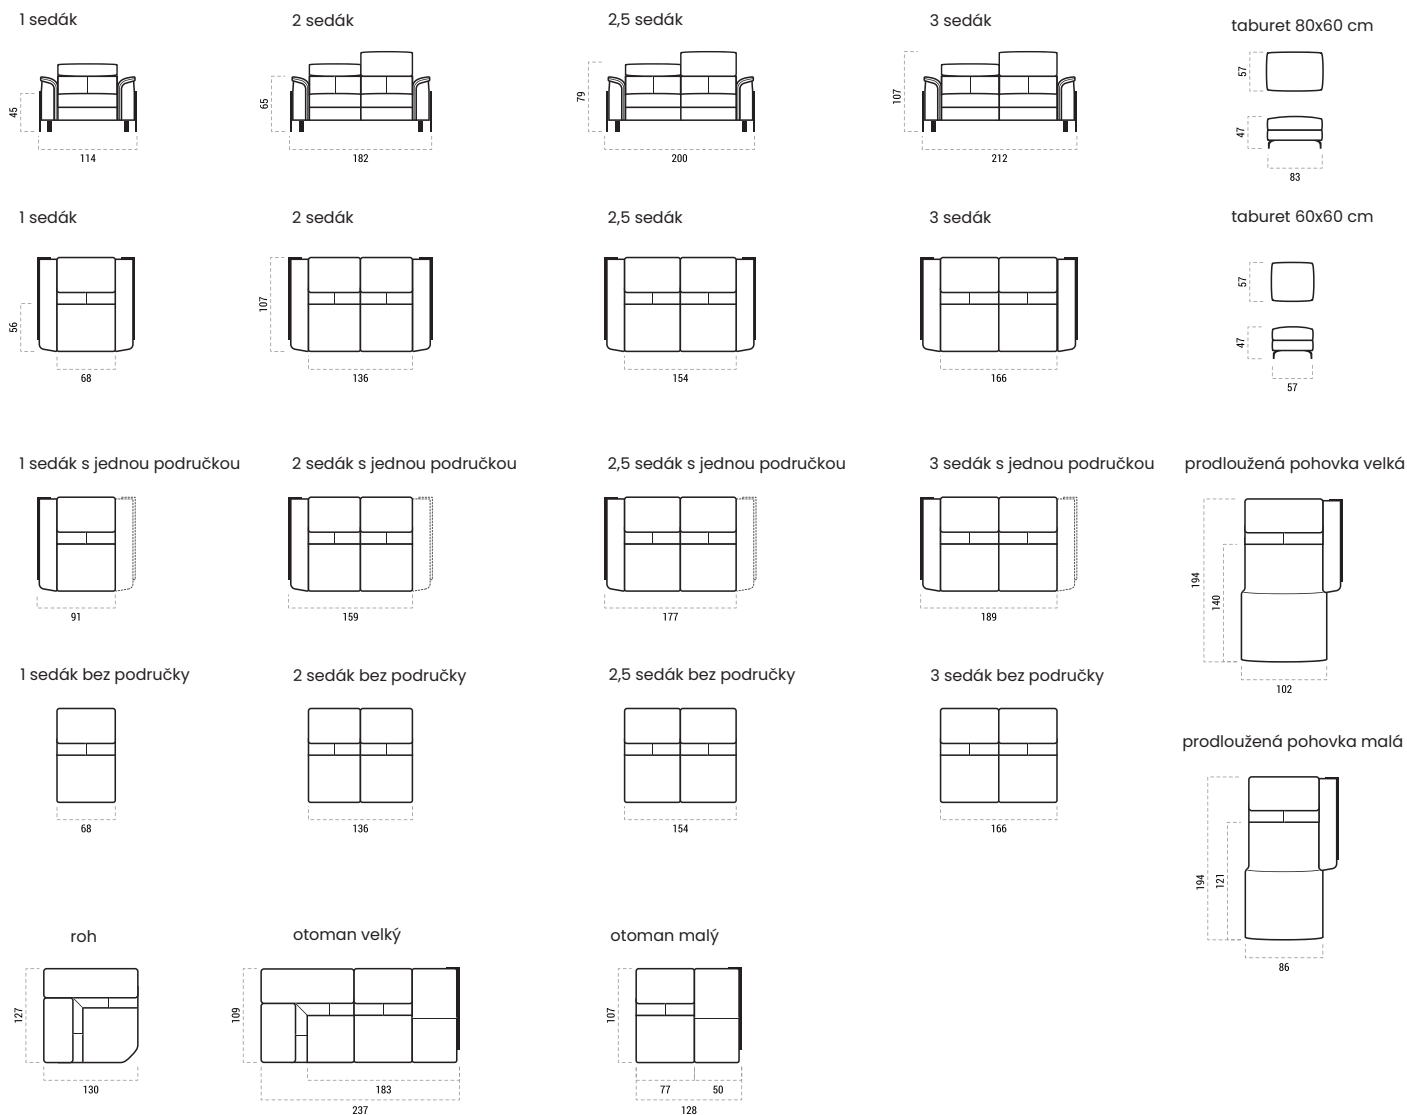 1 sedák
2 sedák
2,5 sedák
3 sedák
taburet 80x60 cm
45
114
65
182
79
200
107
212
57
47
83
1 sedák
2 sedák
2,5 sedák
3 sedák
taburet 60x60 cm
56
68
107
136
154
166
57
47
57
1 sedák s jednou područkou
2 sedák s jednou područkou
2,5 sedák s jednou područkou
3 sedák s jednou područkou
prodloužená pohovka velká
91
159
177
189
194
140
102
1 sedák bez područky
2 sedák bez područky
2,5 sedák bez područky
3 sedák bez područky
68
136
154
166
prodloužená pohovka malá
194
121
86
roh
otoman velký
otoman malý
127
130
109
183
237
107
77
50
128